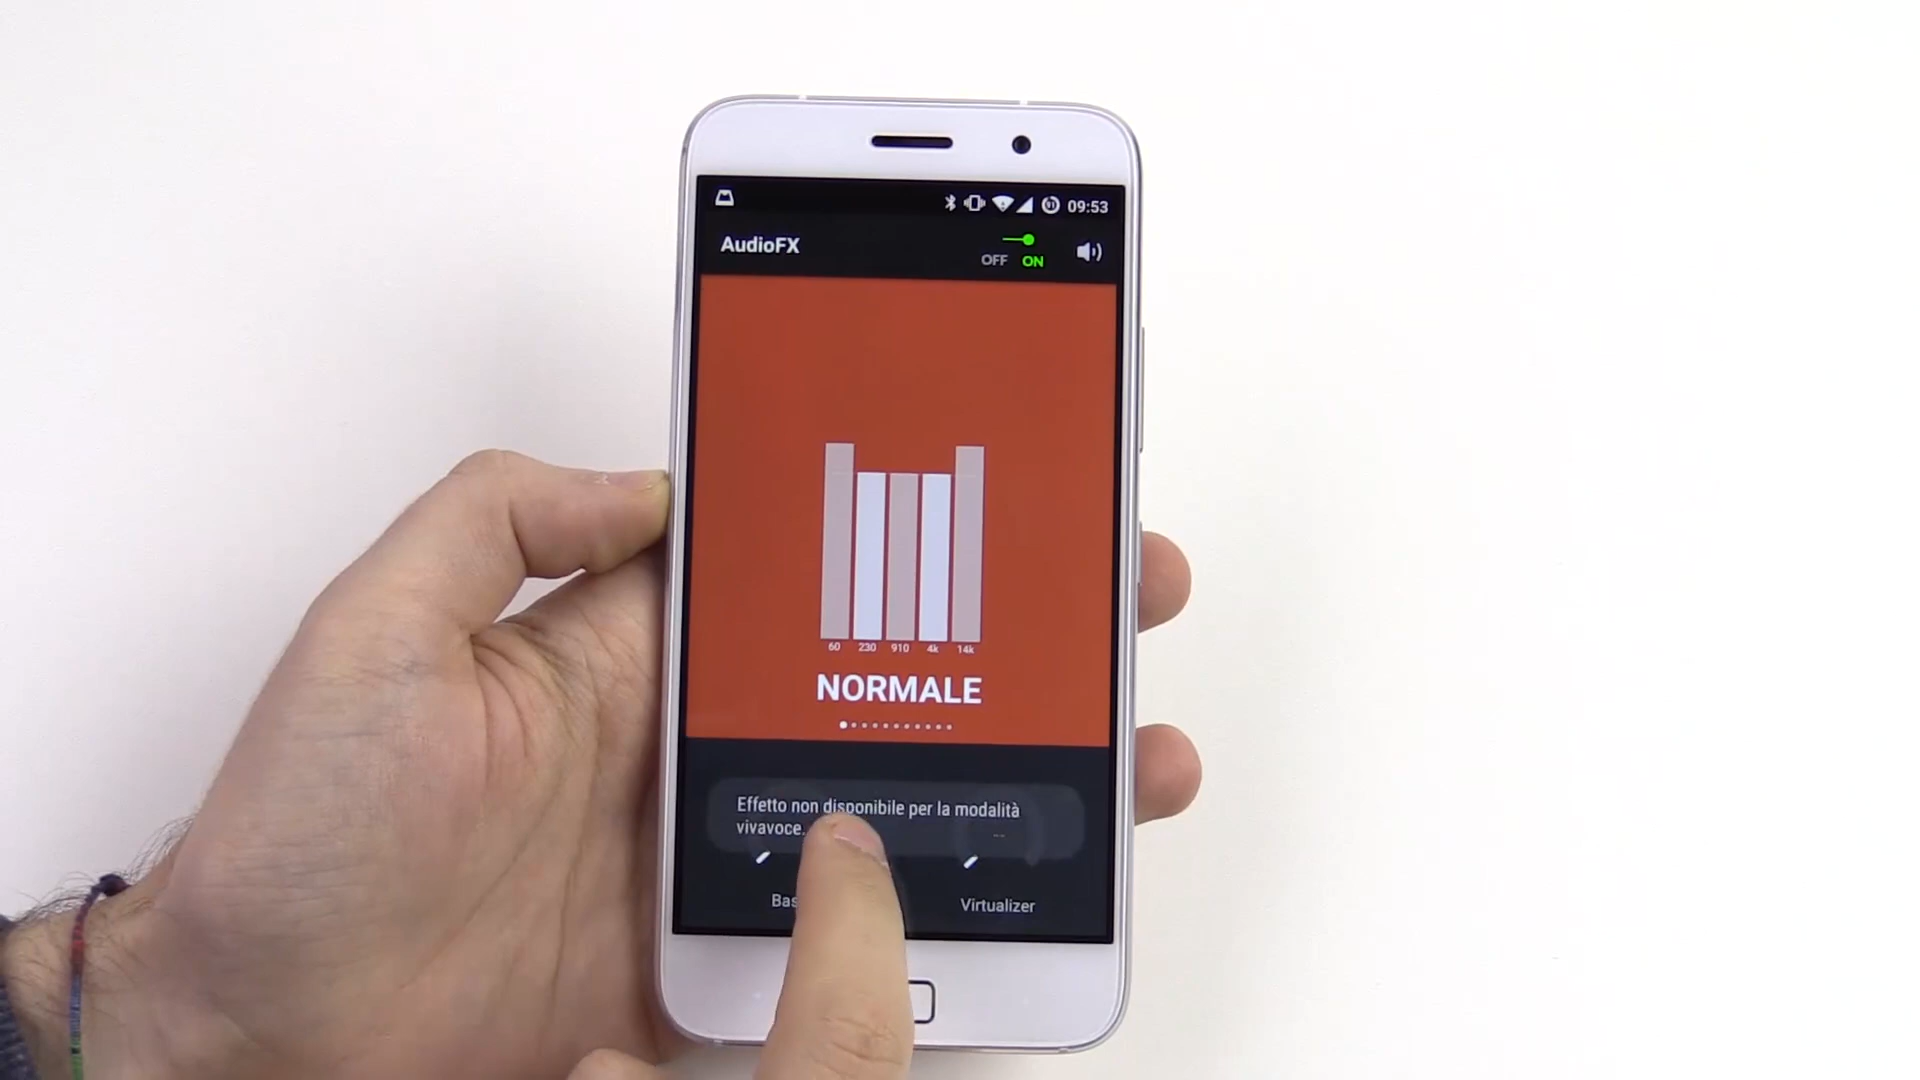 09:53
AudioFX
OFF ON
60 230 910 4k 14k
NORMALE
Effetto non disponibile per la modalità
vivavoce.
Virtualizer